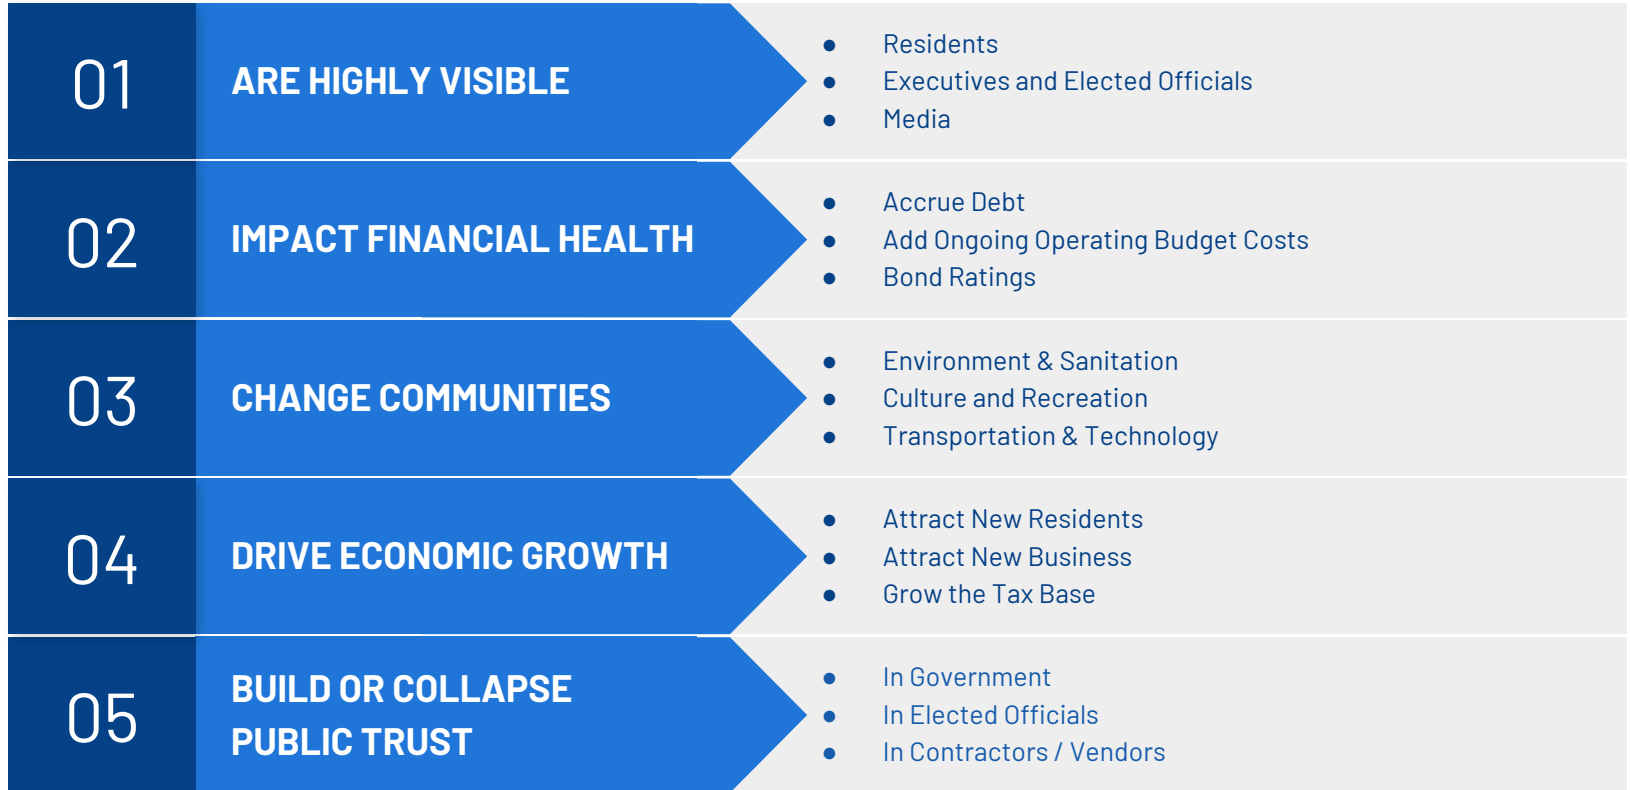 01
ARE HIGHLY VISIBLE
● Residents
● Executives and Elected Officials
● Media
02
IMPACT FINANCIAL HEALTH
● Accrue Debt
● Add Ongoing Operating Budget Costs
● Bond Ratings
03
CHANGE COMMUNITIES
● Environment & Sanitation
● Culture and Recreation
● Transportation & Technology
04
DRIVE ECONOMIC GROWTH
● Attract New Residents
● Attract New Business
● Grow the Tax Base
05
BUILD OR COLLAPSE
PUBLIC TRUST
● In Government
● In Elected Officials
● In Contractors / Vendors